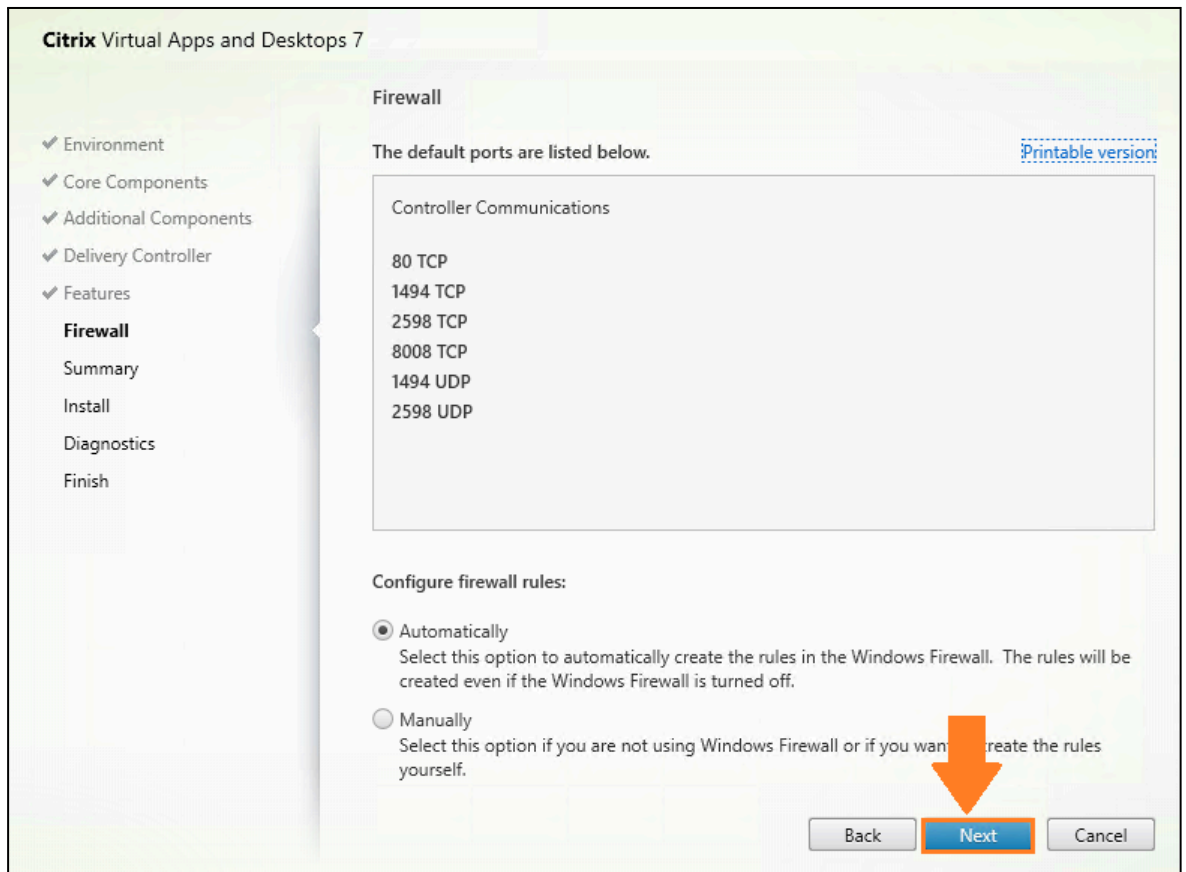 Citrix Virtual Apps and Desktops 7
Environment
Core Components
Additional Components
Delivery Controller
Features
Firewall
Summary
Install
Diagnostics
Finish
Firewall
The default ports are listed below.
Printable version
Controller Communications
80 TCP
1494 TCP
2598 TCP
8008 TCP
1494 UDP
2598 UDP
Configure firewall rules:
Automatically
Select this option to automatically create the rules in the Windows Firewall. The rules will be
created even if the Windows Firewall is turned off.
Manually
Select this option if you are not using Windows Firewall or if you want create the rules
yourself.
Back
Next
Cancel